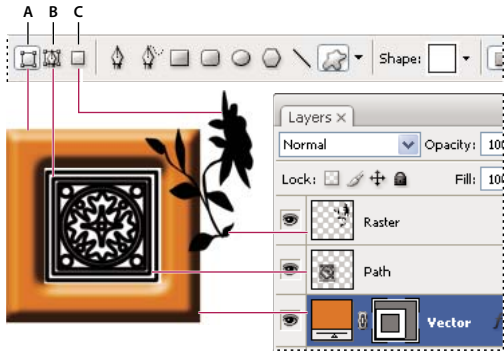 A B C
Shape:
Layers ×
Normal Opacity: 100
Lock: Fill: 100
Raster
Path
Vector